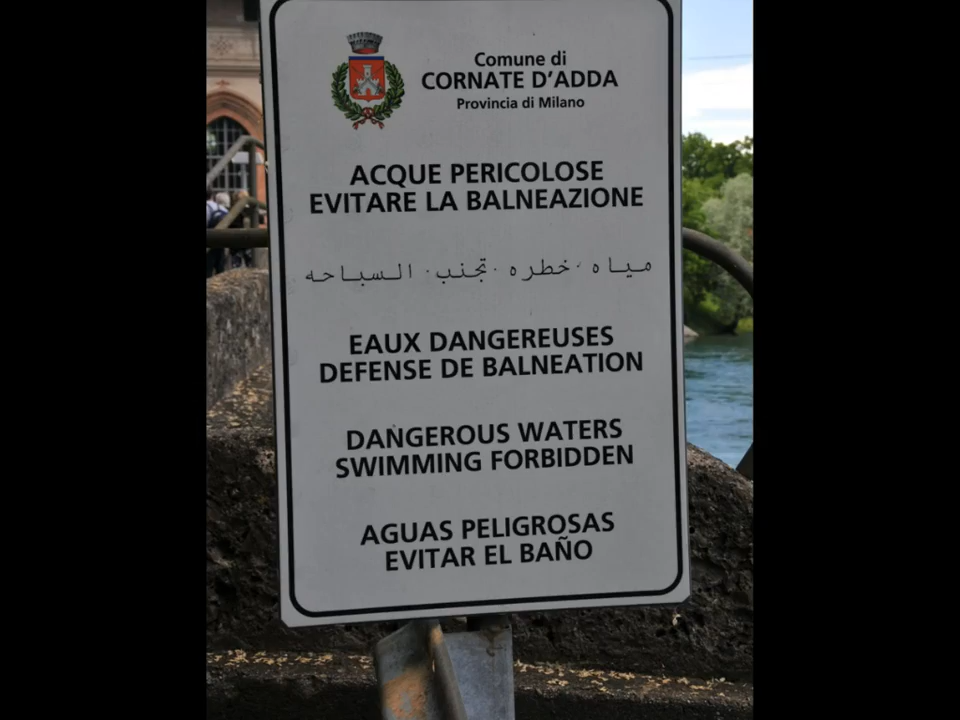 Comune di
CORNATE D'ADDA
Provincia di Milano
ACQUE PERICOLOSE
EVITARE LA BALNEAZIONE
مياه خطره تجنب السباحه
EAUX DANGEREUSES
DEFENSE DE BALNEATION
DANGEROUS WATERS
SWIMMING FORBIDDEN
AGUAS PELIGROSAS
EVITAR EL BAÑO